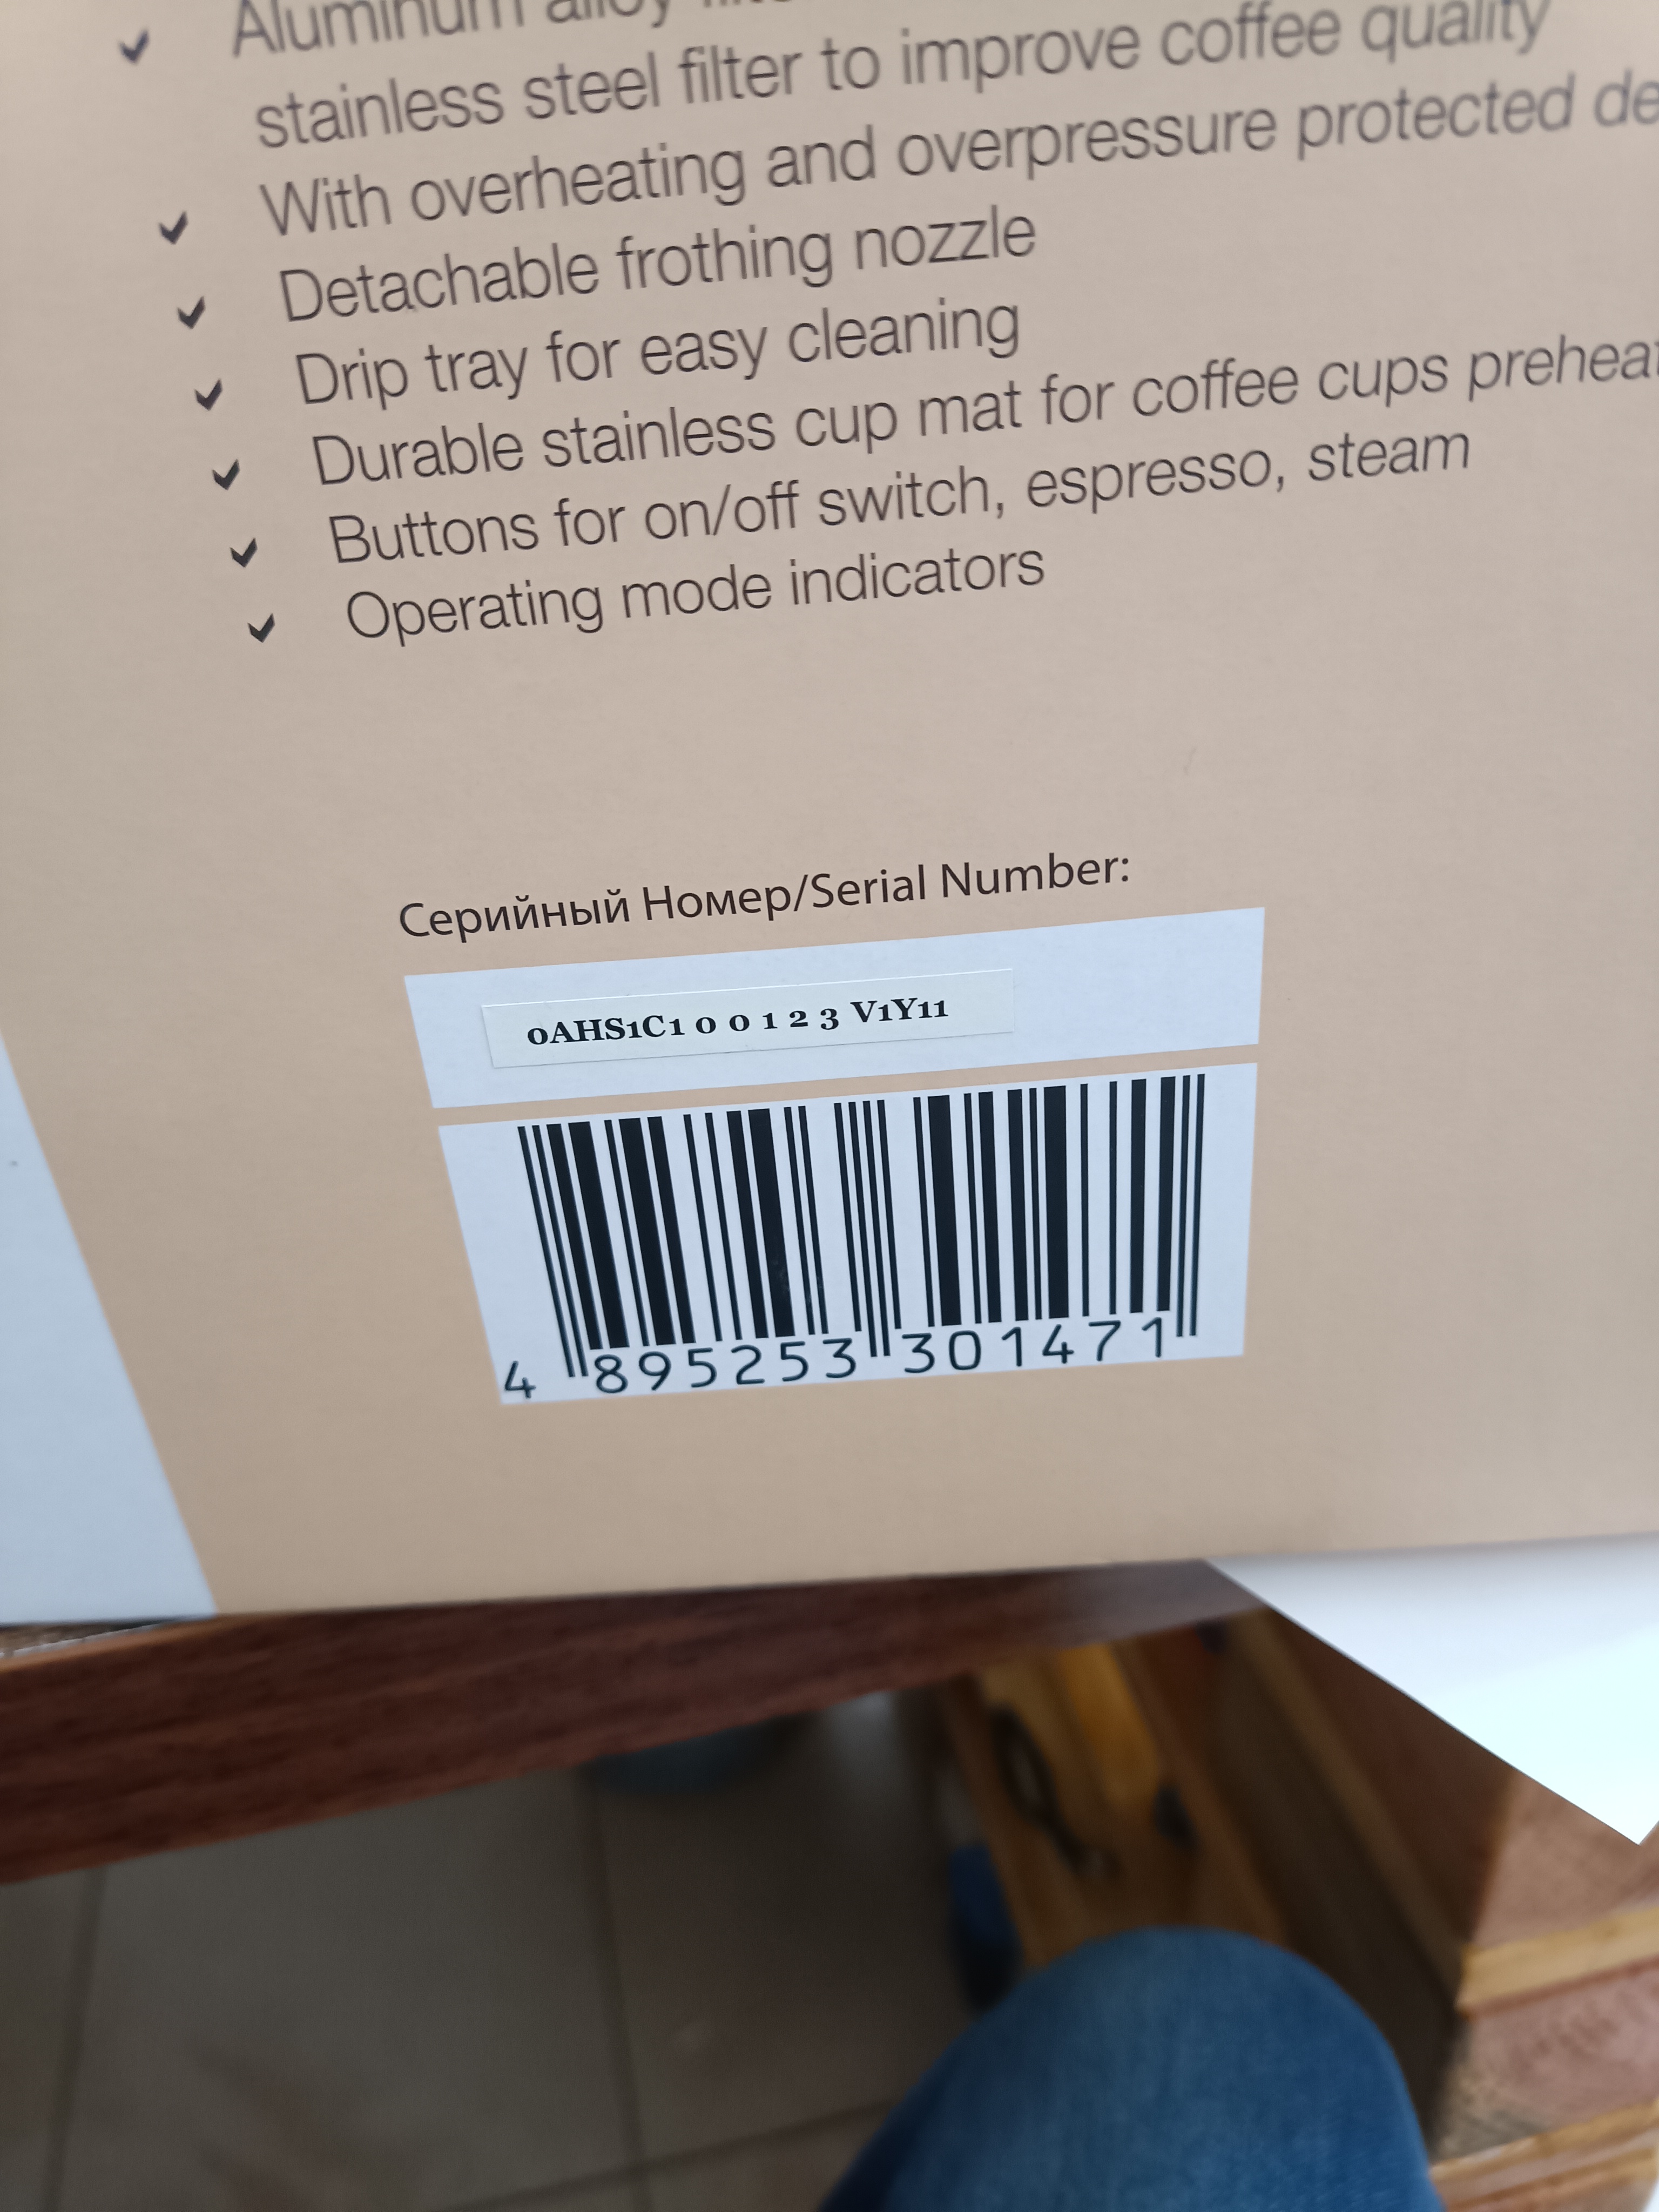 Aluminum alloy
stainless steel filter to improve coffee quality
With overheating and overpressure protected
Detachable frothing nozzle
Drip tray for easy cleaning
Durable stainless cup mat for coffee cups
Buttons for on/off switch, espresso, steam
Operating mode indicators
Серийный Номер/Serial Number:
0AHS1C1 0 0 1 2 3 V1Y11
4 895253 301471